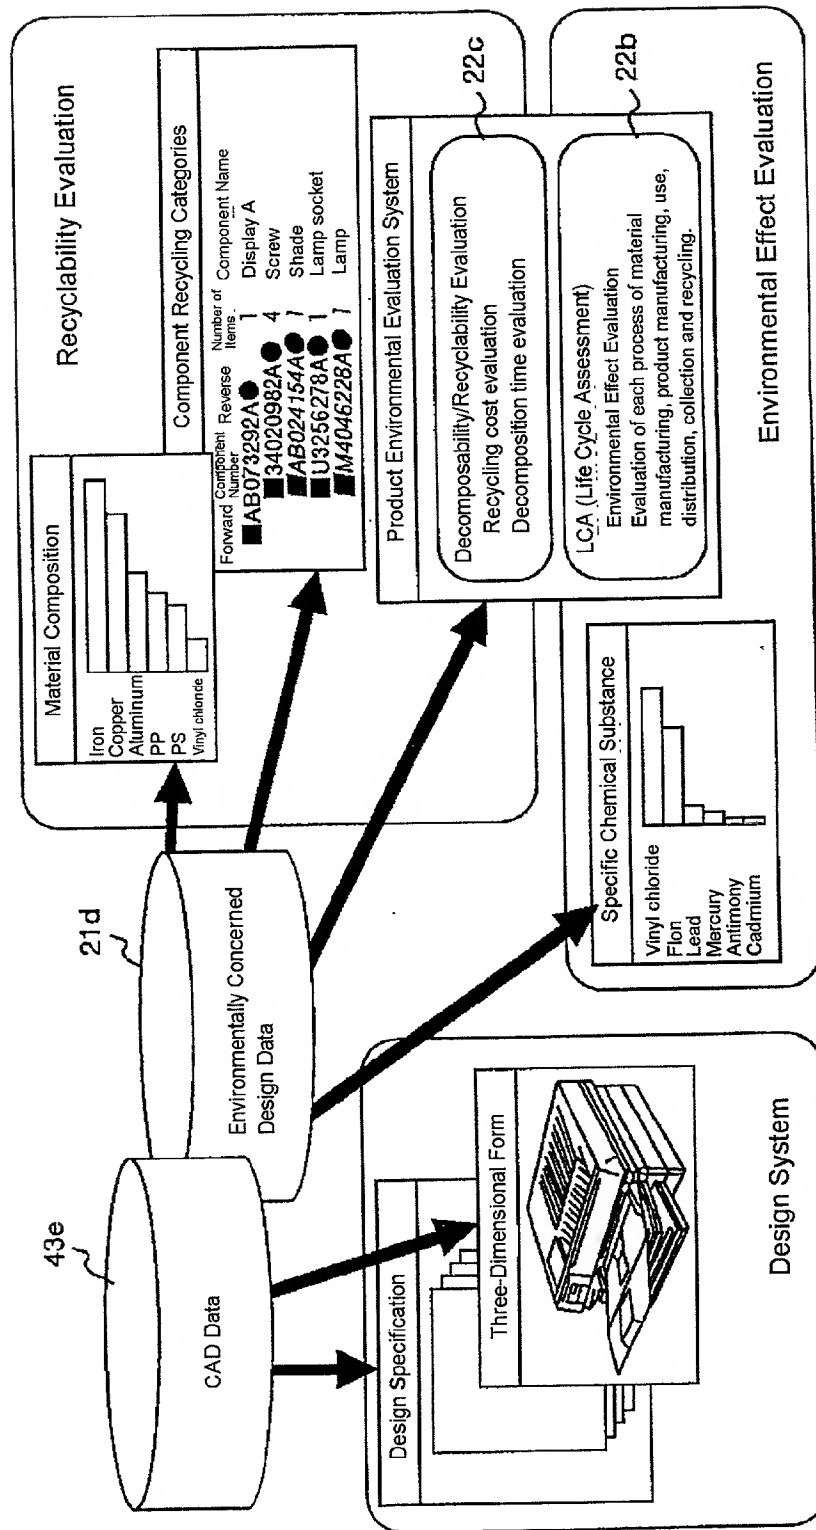 43e
CAD Data
21d
Environmentally Concerned
Design Data
Design Specification
Three-Dimensional Form
Design System
Recyclability Evaluation
Material Composition
Iron
Copper
Aluminum
PP
PS
Vinyl chloride
Component Recycling Categories
Forward Component Number Reverse Number of Items Component Name
■AB073292A● 1 Display A
■34020982A● 4 Screw
■AB024154A● 1 Shade
■U3256278A● 1 Lamp socket
■M4046228A● 1 Lamp
Product Environmental Evaluation System
22c
Decomposability/Recyclability Evaluation
Recycling cost evaluation
Decomposition time evaluation
22b
LCA (Life Cycle Assessment)
Environmental Effect Evaluation
Evaluation of each process of material
manufacturing, product manufacturing, use,
distribution, collection and recycling.
Specific Chemical Substance
Vinyl chloride
Flon
Lead
Mercury
Antimony
Cadmium
Environmental Effect Evaluation